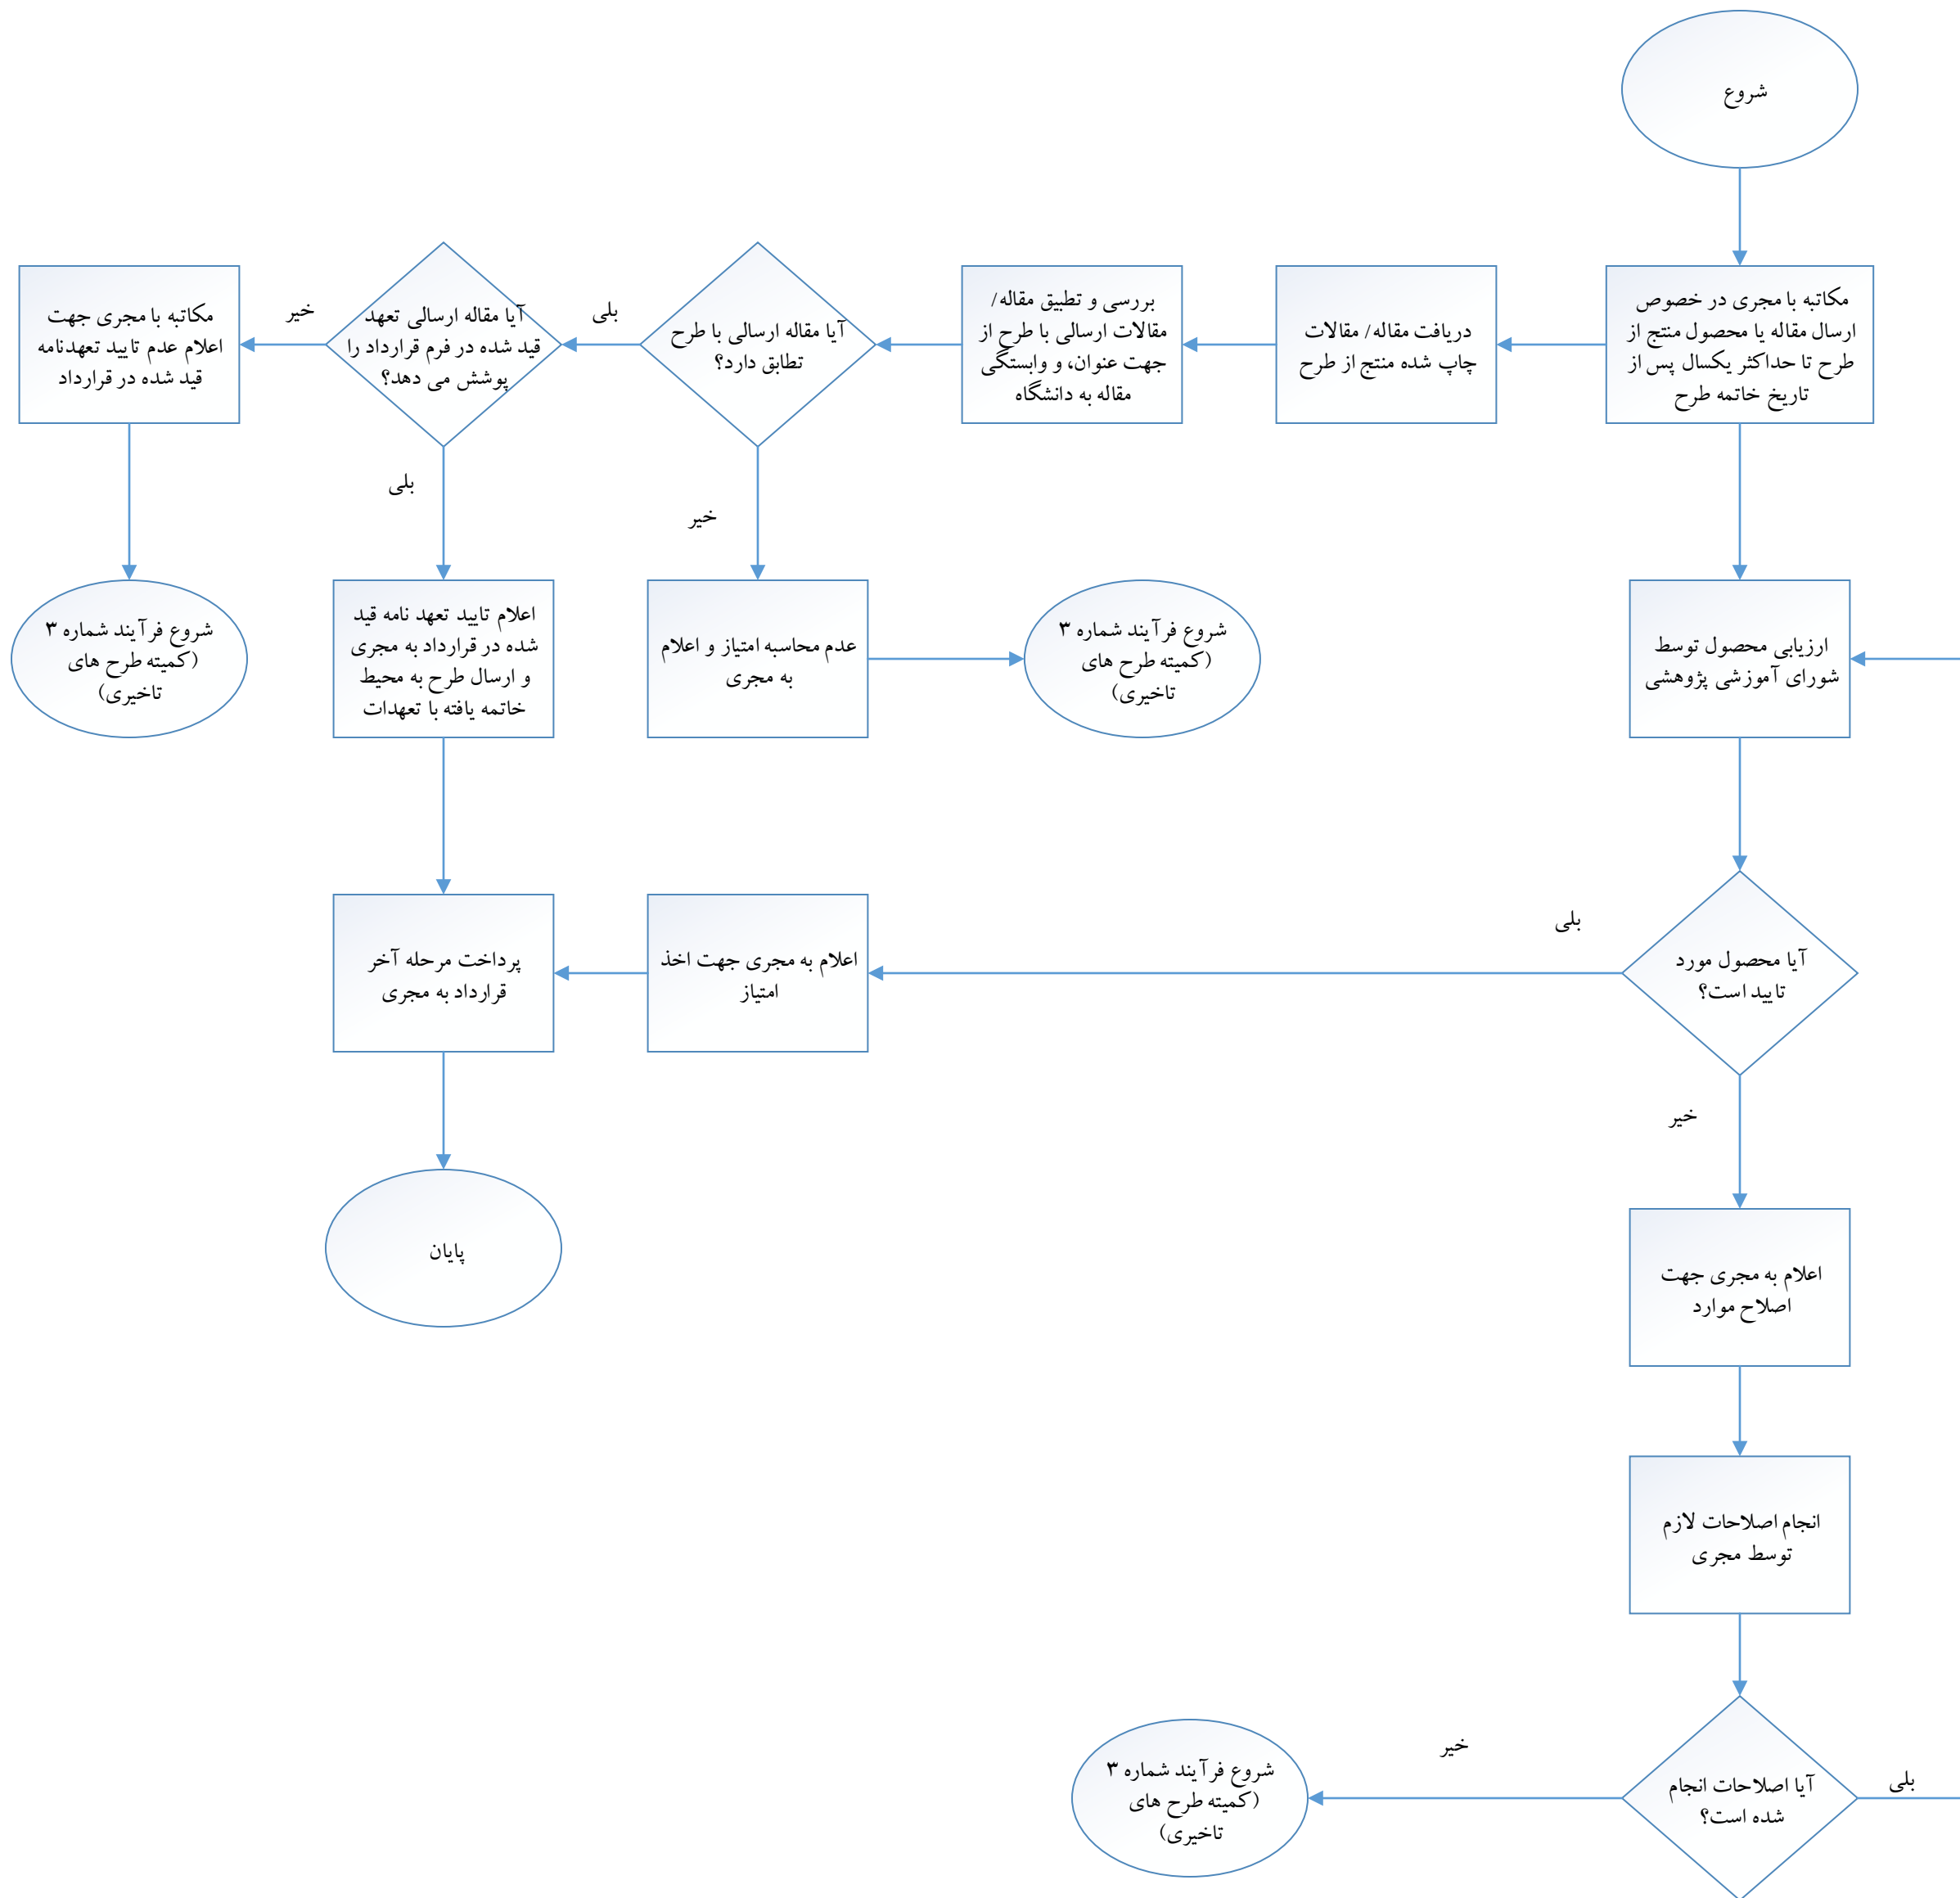 شروع
مکاتبه با مجری در خصوص
ارسال مقاله یا محصول منتج از
طرح تا حداکثر یکسال پس از
تاریخ خاتمه طرح
دریافت مقاله/ مقالات
چاپ شده منتج از طرح
بررسی و تطبیق مقاله/
مقالات ارسالی با طرح از
جهت عنوان، و وابستگی
مقاله به دانشگاه
آیا مقاله ارسالی با طرح
تطابق دارد؟
بلی
آیا مقاله ارسالی تعهد
قید شده در فرم قرارداد را
پوشش می دهد؟
خیر
مکاتبه با مجری جهت
اعلام عدم تایید تعهدنامه
قید شده در قرارداد
بلی
خیر
ارزیابی محصول توسط
شورای آموزشی پژوهشی
شروع فرآیند شماره ۳
(کمیته طرح های
تاخیری)
عدم محاسبه امتیاز و اعلام
به مجری
اعلام تایید تعهد نامه قید
شده در قرارداد به مجری
و ارسال طرح به محیط
خاتمه یافته با تعهدات
شروع فرآیند شماره ۳
(کمیته طرح های
تاخیری)
بلی
آیا محصول مورد
تایید است؟
اعلام به مجری جهت اخذ
امتیاز
پرداخت مرحله آخر
قرارداد به مجری
خیر
پایان
اعلام به مجری جهت
اصلاح موارد
انجام اصلاحات لازم
توسط مجری
آیا اصلاحات انجام
شده است؟
بلی
خیر
شروع فرآیند شماره ۳
(کمیته طرح های
تاخیری)